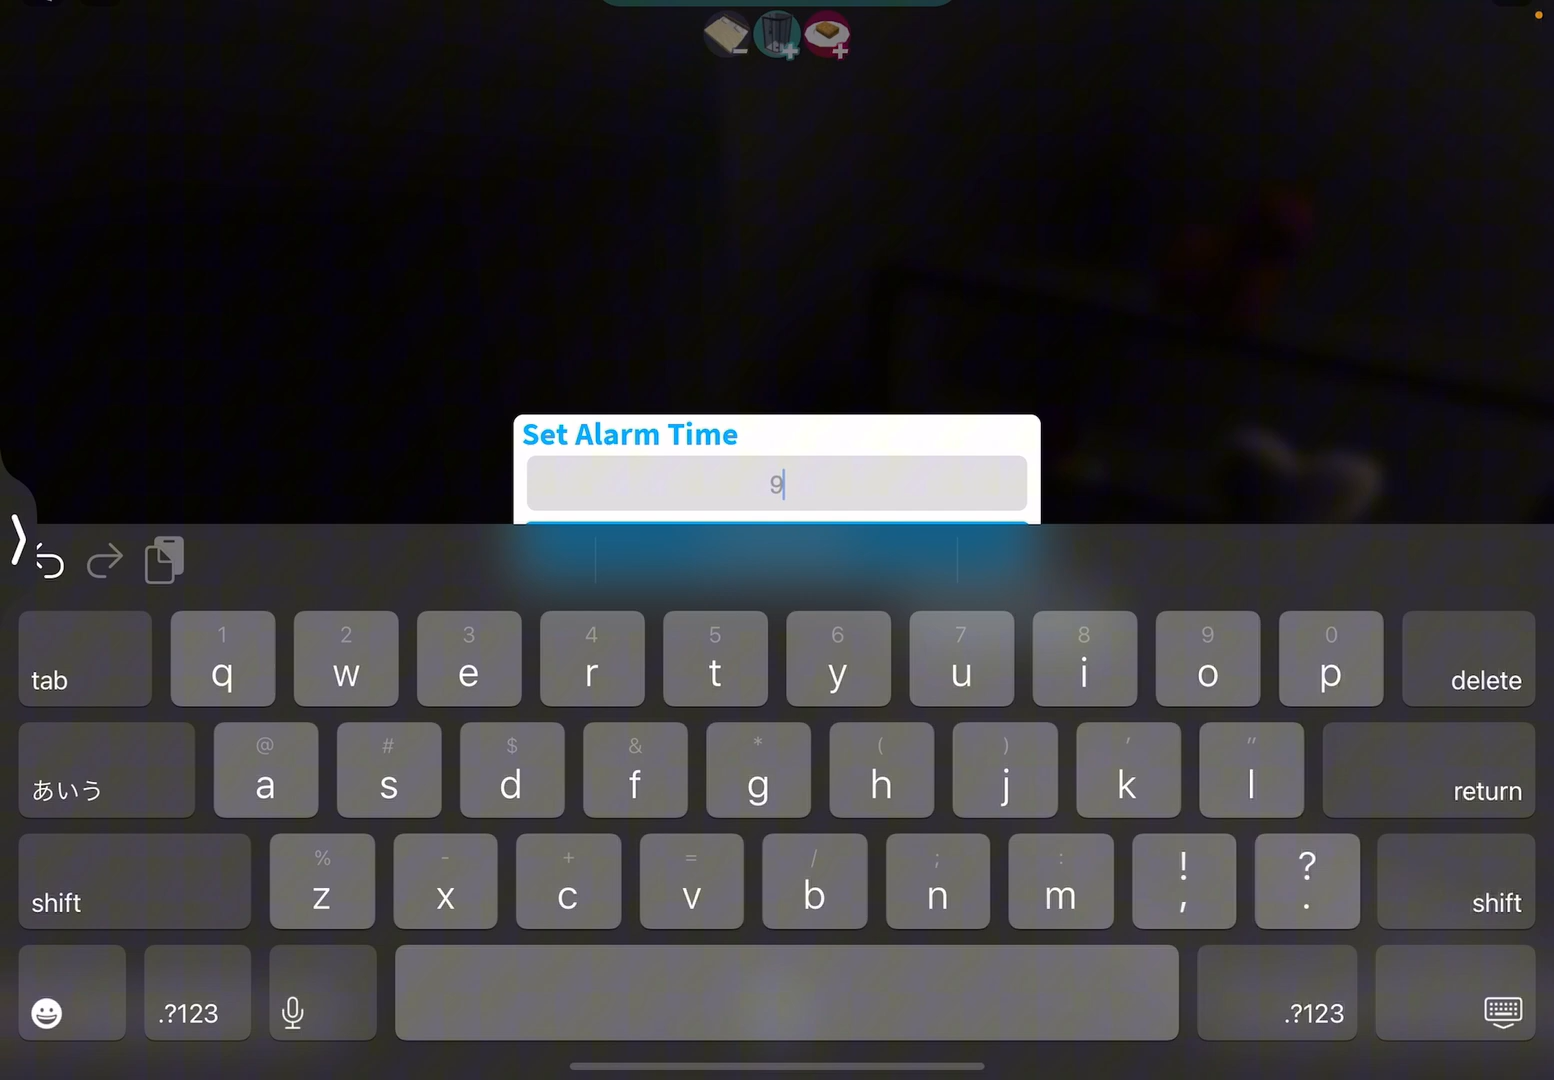 Set Alarm Time
9
1 2 3 4 5 6 7 8 9 0
tab q w e r t y u i o p delete
@ # $ & * ( ) ' "
あいう a s d f g h j k l return
% - + = / ; : ! ?
shift z x c v b n m , . shift
.?123 .?123